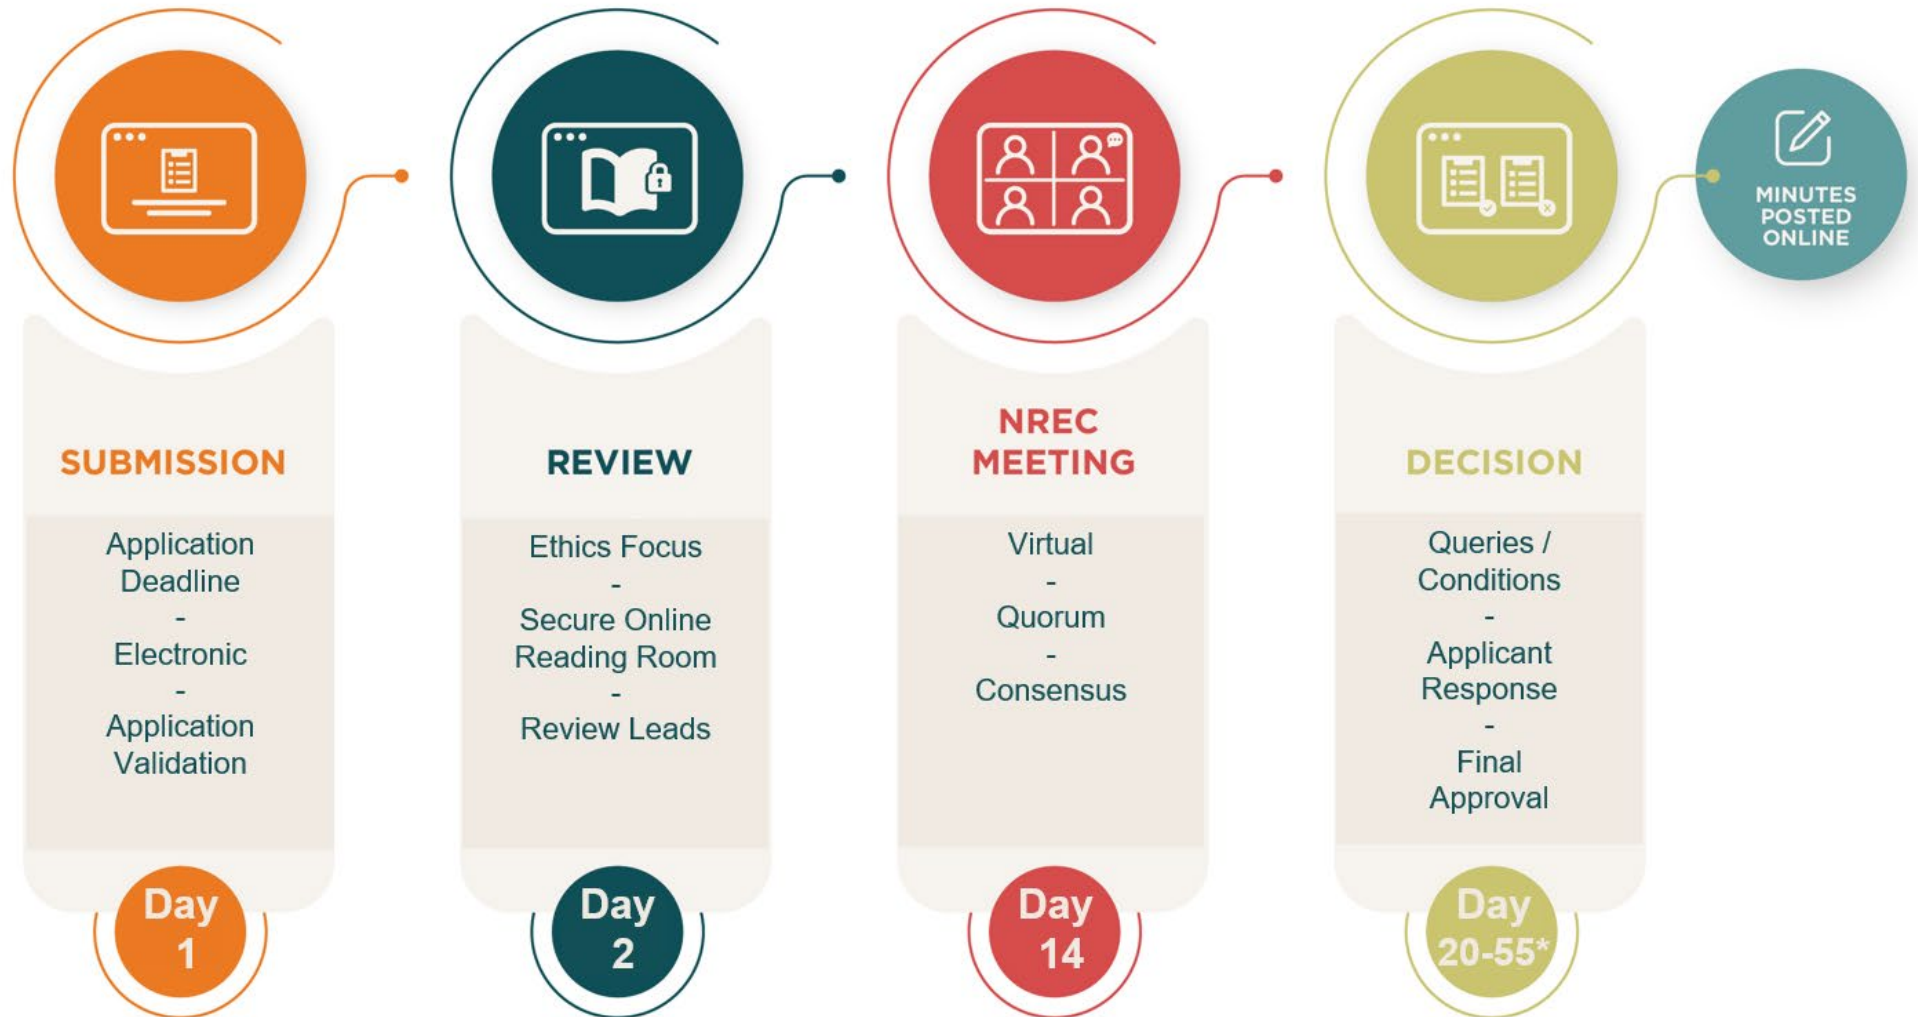 MINUTES
POSTED
ONLINE
SUBMISSION
Application
Deadline
-
Electronic
-
Application
Validation
Day
1
REVIEW
Ethics Focus
-
Secure Online
Reading Room
-
Review Leads
Day
2
NREC
MEETING
Virtual
-
Quorum
-
Consensus
Day
14
DECISION
Queries /
Conditions
-
Applicant
Response
-
Final
Approval
Day
20-55*